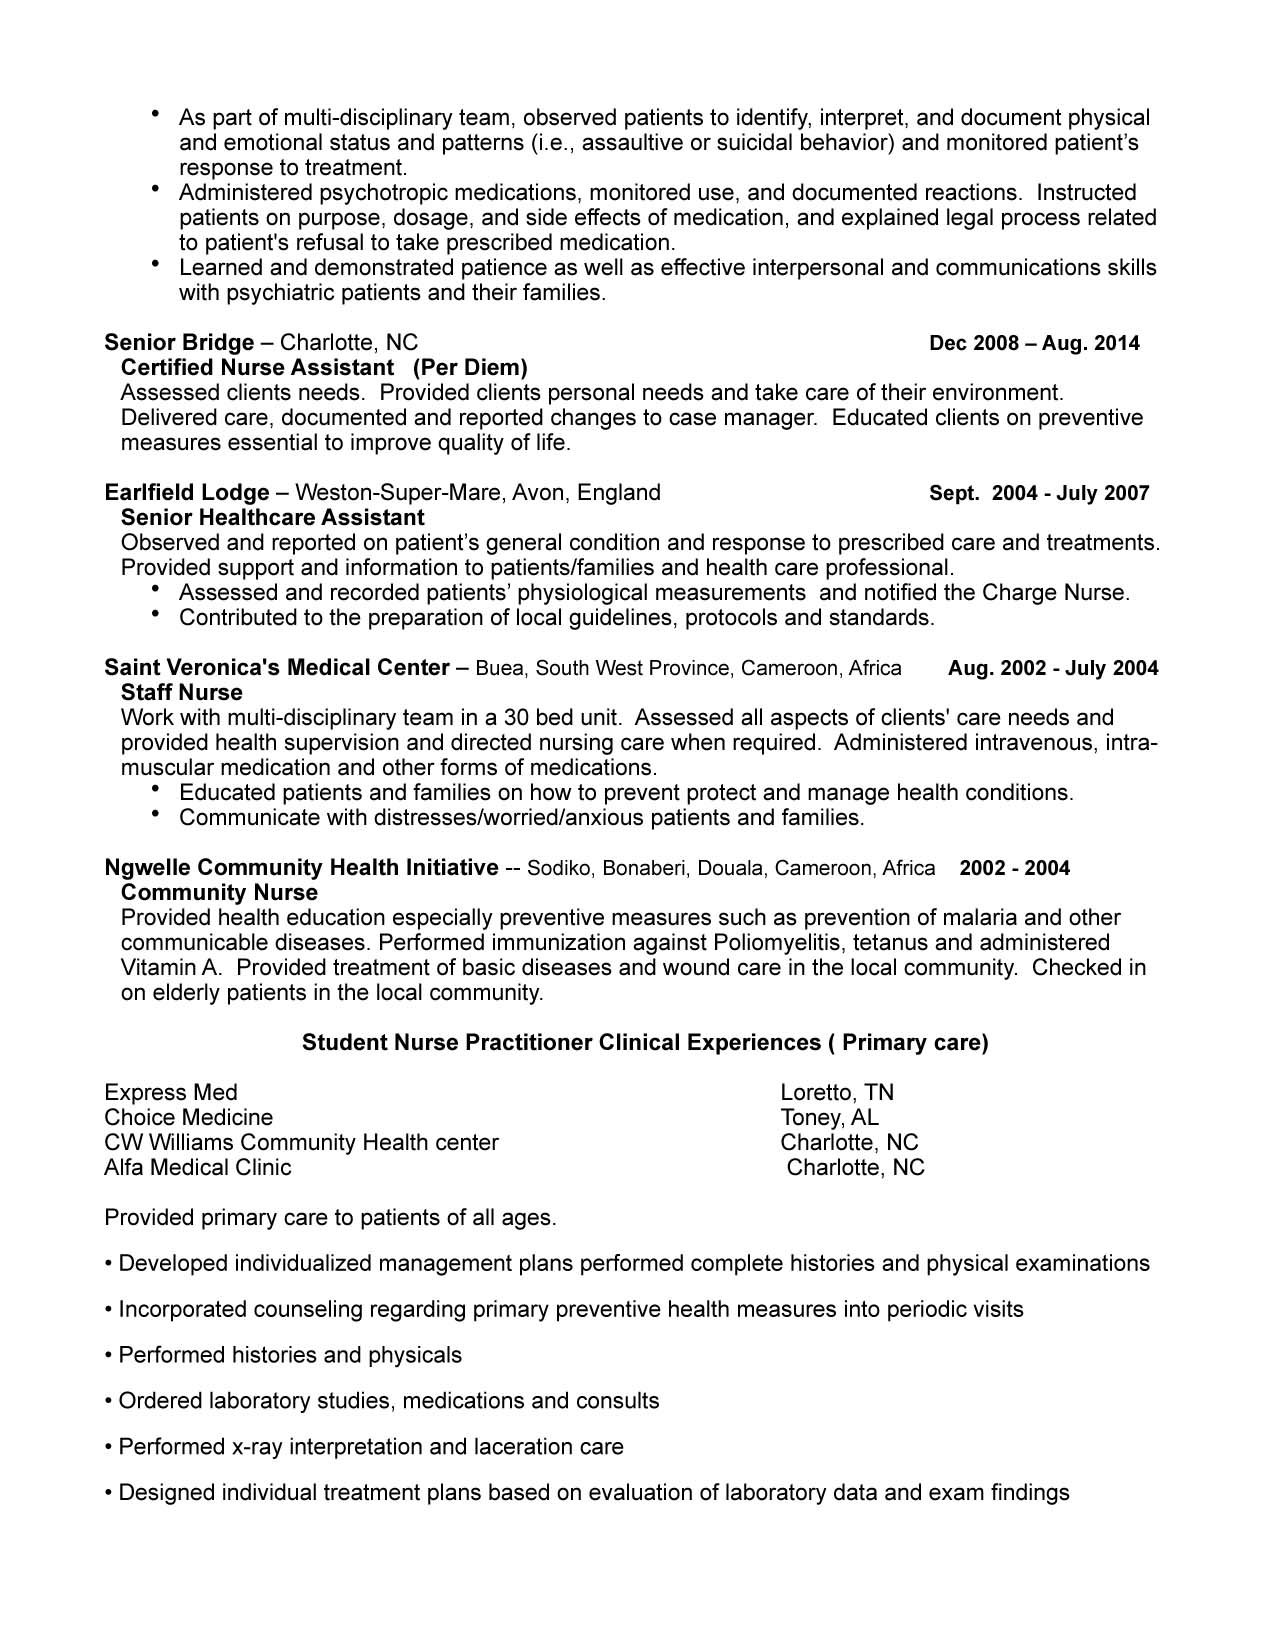 • As part of multi-disciplinary team, observed patients to identify, interpret, and document physical
and emotional status and patterns (i.e., assaultive or suicidal behavior) and monitored patient’s
response to treatment.
• Administered psychotropic medications, monitored use, and documented reactions.  Instructed
patients on purpose, dosage, and side effects of medication, and explained legal process related
to patient's refusal to take prescribed medication.
• Learned and demonstrated patience as well as effective interpersonal and communications skills
with psychiatric patients and their families.
Senior Bridge – Charlotte, NC Dec 2008 – Aug. 2014
Certified Nurse Assistant   (Per Diem)
Assessed clients needs.  Provided clients personal needs and take care of their environment.
Delivered care, documented and reported changes to case manager.  Educated clients on preventive
measures essential to improve quality of life.
Earlfield Lodge – Weston-Super-Mare, Avon, England Sept.  2004 - July 2007
Senior Healthcare Assistant
Observed and reported on patient’s general condition and response to prescribed care and treatments.
Provided support and information to patients/families and health care professional.
• Assessed and recorded patients’ physiological measurements  and notified the Charge Nurse.
• Contributed to the preparation of local guidelines, protocols and standards.
Saint Veronica's Medical Center – Buea, South West Province, Cameroon, Africa Aug. 2002 - July 2004
Staff Nurse
Work with multi-disciplinary team in a 30 bed unit.  Assessed all aspects of clients' care needs and
provided health supervision and directed nursing care when required.  Administered intravenous, intra-
muscular medication and other forms of medications.
• Educated patients and families on how to prevent protect and manage health conditions.
• Communicate with distresses/worried/anxious patients and families.
Ngwelle Community Health Initiative -- Sodiko, Bonaberi, Douala, Cameroon, Africa 2002 - 2004
Community Nurse
Provided health education especially preventive measures such as prevention of malaria and other
communicable diseases. Performed immunization against Poliomyelitis, tetanus and administered
Vitamin A.  Provided treatment of basic diseases and wound care in the local community.  Checked in
on elderly patients in the local community.
Student Nurse Practitioner Clinical Experiences ( Primary care)
Express Med Loretto, TN
Choice Medicine Toney, AL
CW Williams Community Health center Charlotte, NC
Alfa Medical Clinic Charlotte, NC
Provided primary care to patients of all ages.
• Developed individualized management plans performed complete histories and physical examinations
• Incorporated counseling regarding primary preventive health measures into periodic visits
• Performed histories and physicals
• Ordered laboratory studies, medications and consults
• Performed x-ray interpretation and laceration care
• Designed individual treatment plans based on evaluation of laboratory data and exam findings